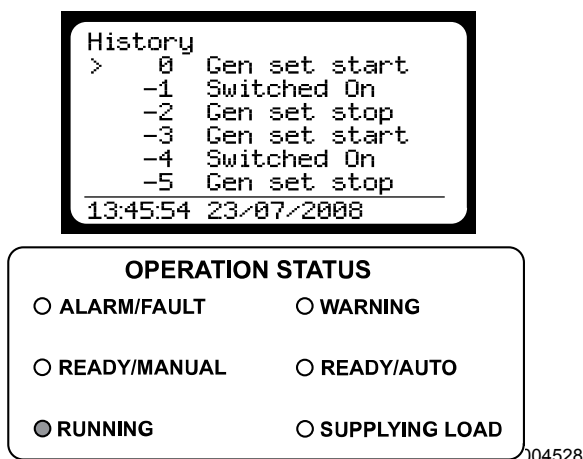 History
> 0 Gen set start
-1 Switched On
-2 Gen set stop
-3 Gen set start
-4 Switched On
-5 Gen set stop
13:45:54 23/07/2008
OPERATION STATUS
ALARM/FAULT WARNING
READY/MANUAL READY/AUTO
RUNNING SUPPLYING LOAD
004528